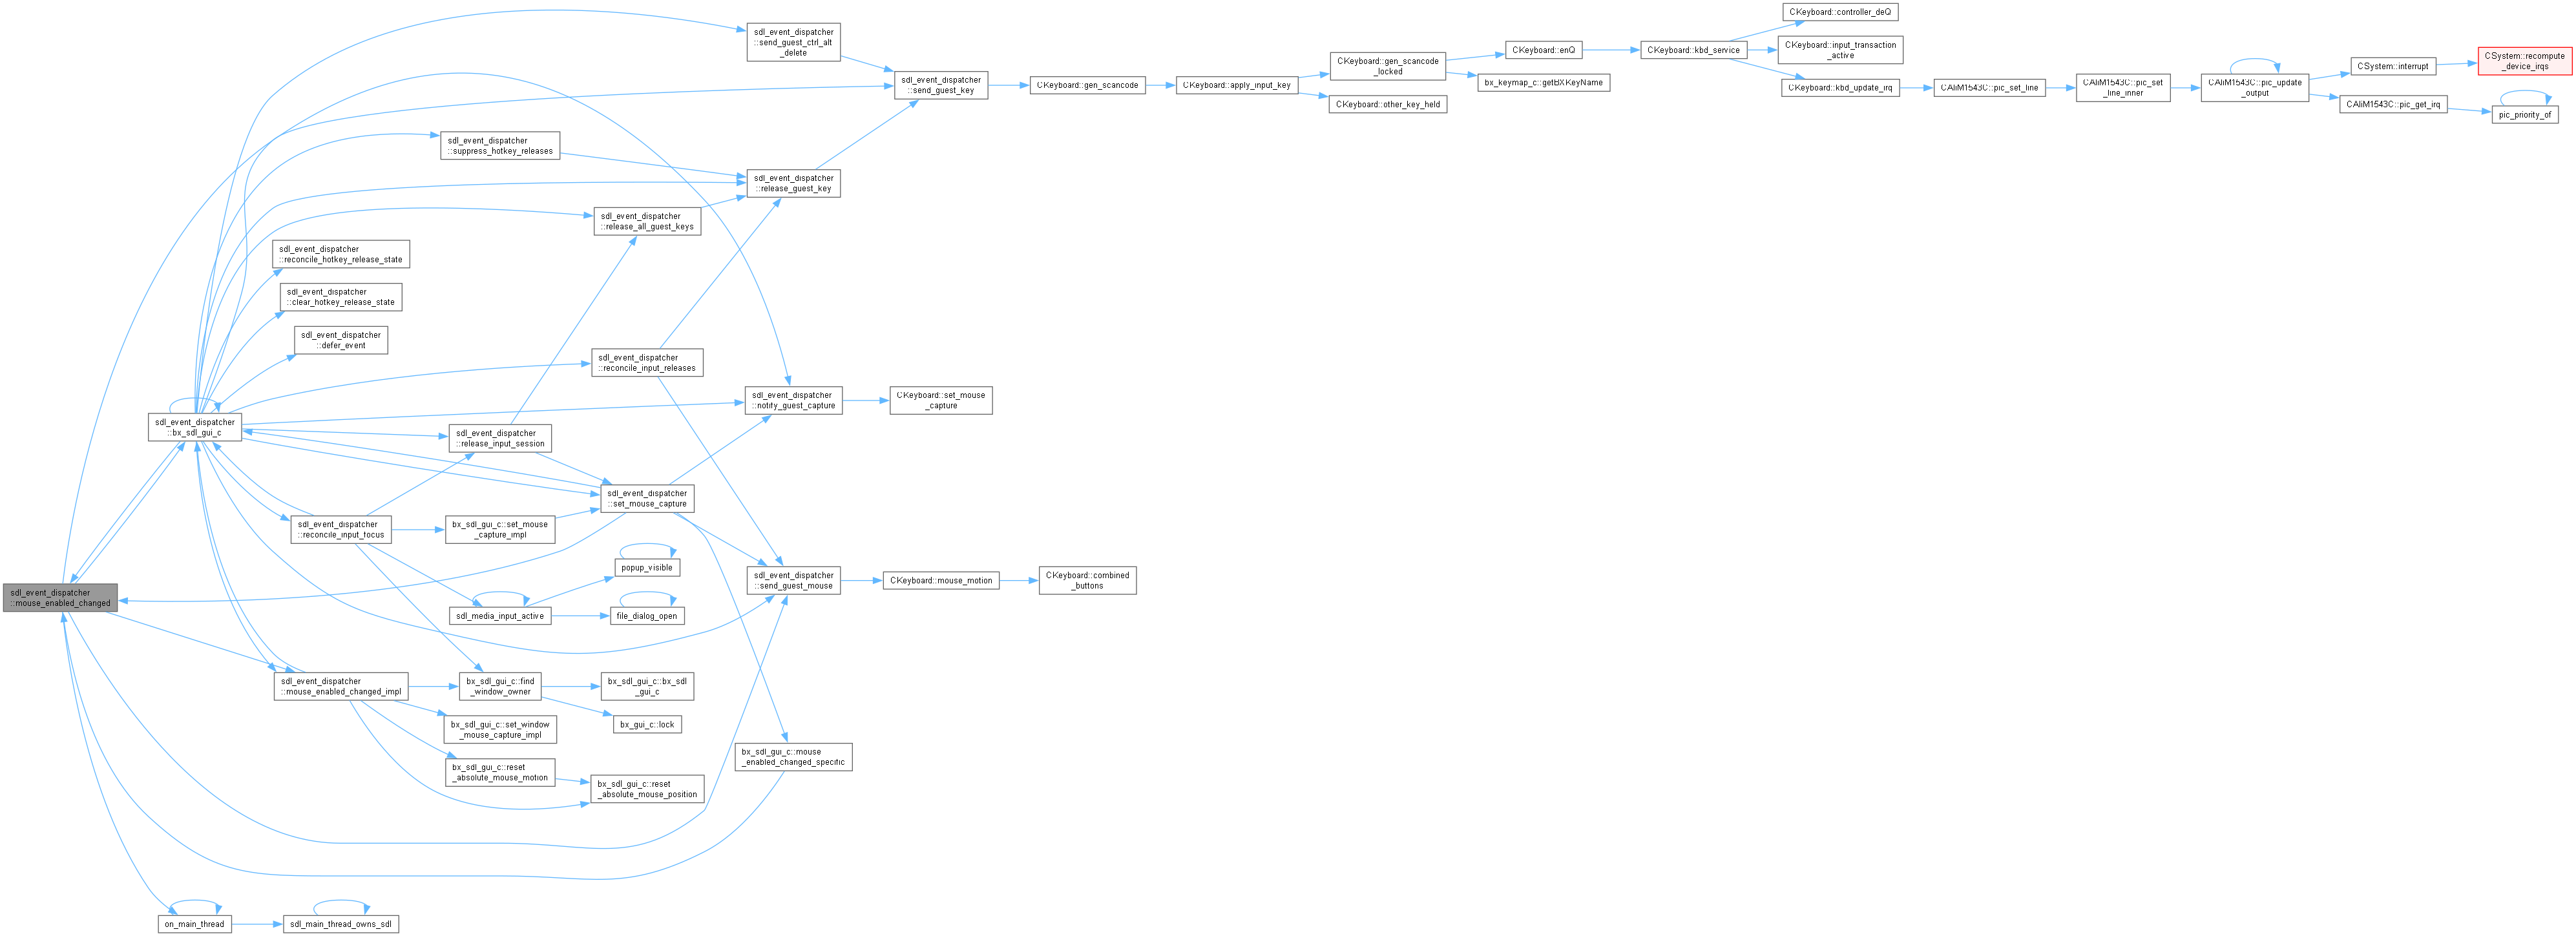 sdl_event_dispatcher
::mouse_enabled_changed
sdl_event_dispatcher
::bx_sdl_gui_c
on_main_thread
sdl_main_thread_owns_sdl
sdl_event_dispatcher
::reconcile_hotkey_release_state
sdl_event_dispatcher
::clear_hotkey_release_state
sdl_event_dispatcher
::defer_event
sdl_event_dispatcher
::reconcile_input_focus
sdl_event_dispatcher
::mouse_enabled_changed_impl
sdl_event_dispatcher
::suppress_hotkey_releases
sdl_event_dispatcher
::release_input_session
bx_sdl_gui_c::set_mouse
_capture_impl
sdl_media_input_active
bx_sdl_gui_c::find
_window_owner
bx_sdl_gui_c::set_window
_mouse_capture_impl
bx_sdl_gui_c::reset
_absolute_mouse_motion
sdl_event_dispatcher
::release_all_guest_keys
sdl_event_dispatcher
::reconcile_input_releases
sdl_event_dispatcher
::set_mouse_capture
popup_visible
file_dialog_open
bx_sdl_gui_c::bx_sdl
_gui_c
bx_gui_c::lock
bx_sdl_gui_c::reset
_absolute_mouse_position
sdl_event_dispatcher
::send_guest_ctrl_alt
_delete
sdl_event_dispatcher
::release_guest_key
sdl_event_dispatcher
::notify_guest_capture
sdl_event_dispatcher
::send_guest_mouse
bx_sdl_gui_c::mouse
_enabled_changed_specific
sdl_event_dispatcher
::send_guest_key
CKeyboard::set_mouse
_capture
CKeyboard::mouse_motion
CKeyboard::combined
_buttons
CKeyboard::gen_scancode
CKeyboard::apply_input_key
CKeyboard::gen_scancode
_locked
CKeyboard::other_key_held
CKeyboard::enQ
bx_keymap_c::getBXKeyName
CKeyboard::kbd_service
CKeyboard::controller_deQ
CKeyboard::input_transaction
_active
CKeyboard::kbd_update_irq
CAliM1543C::pic_set_line
CAliM1543C::pic_set
_line_inner
CAliM1543C::pic_update
_output
CSystem::interrupt
CAliM1543C::pic_get_irq
CSystem::recompute
_device_irqs
pic_priority_of